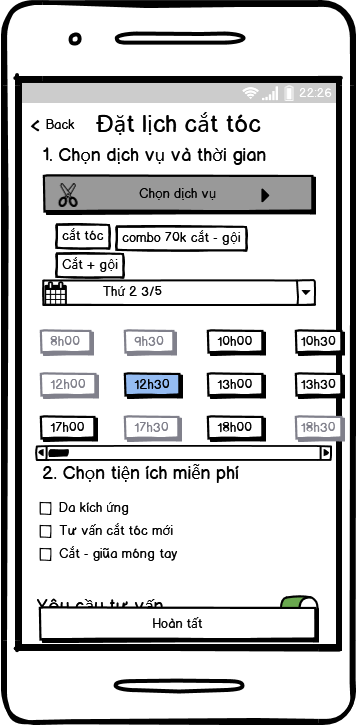 22.26
Back Đặt lịch cắt tóc
1. Chọn dịch vụ và thời gian
Chọn dịch vụ
cắt tóc combo 70k cắt - gội
Cắt + gội
Thứ 2 3/5
8h00 9h30 10h00 10h30
12h00 12h30 13h00 13h30
17h00 17h30 18h00 18h30
2. Chọn tiện ích miễn phí
Da kích ứng
Tư vấn cắt tóc mới
Cắt - giũa móng tay
Yêu cầu tư vấn
Hoàn tất